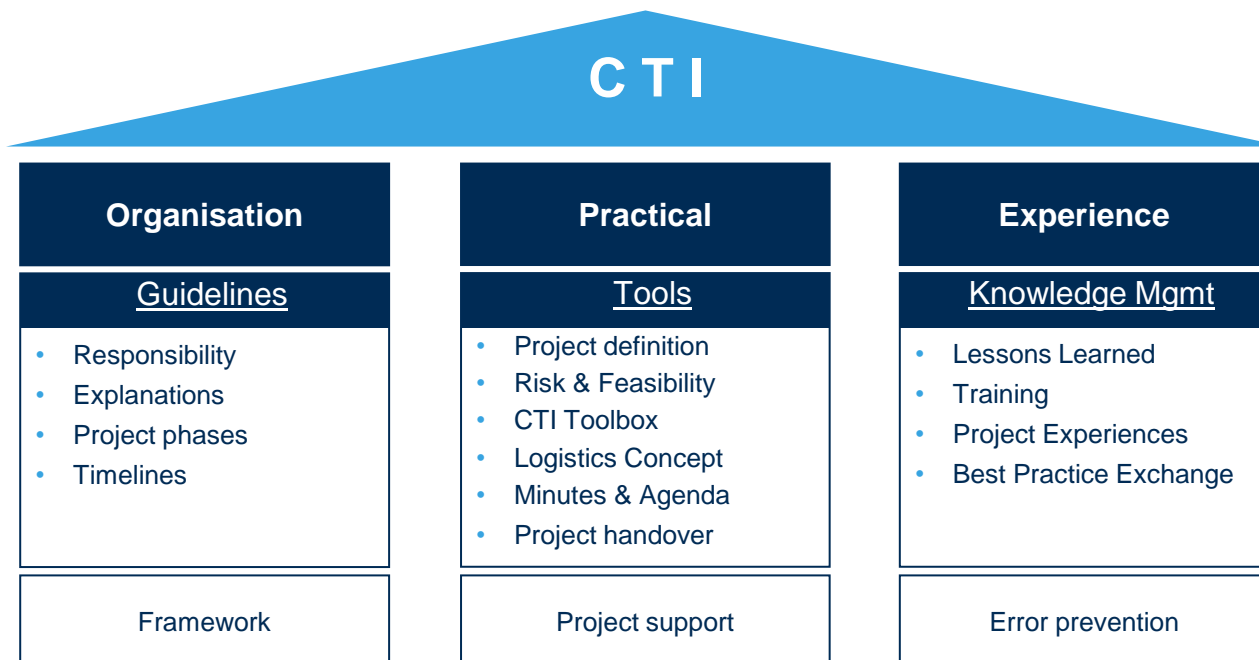 C T I
Organisation
Guidelines
Responsibility
Explanations
Project phases
Timelines
Framework
Practical
Tools
Project definition
Risk & Feasibility
CTI Toolbox
Logistics Concept
Minutes & Agenda
Project handover
Project support
Experience
Knowledge Mgmt
Lessons Learned
Training
Project Experiences
Best Practice Exchange
Error prevention